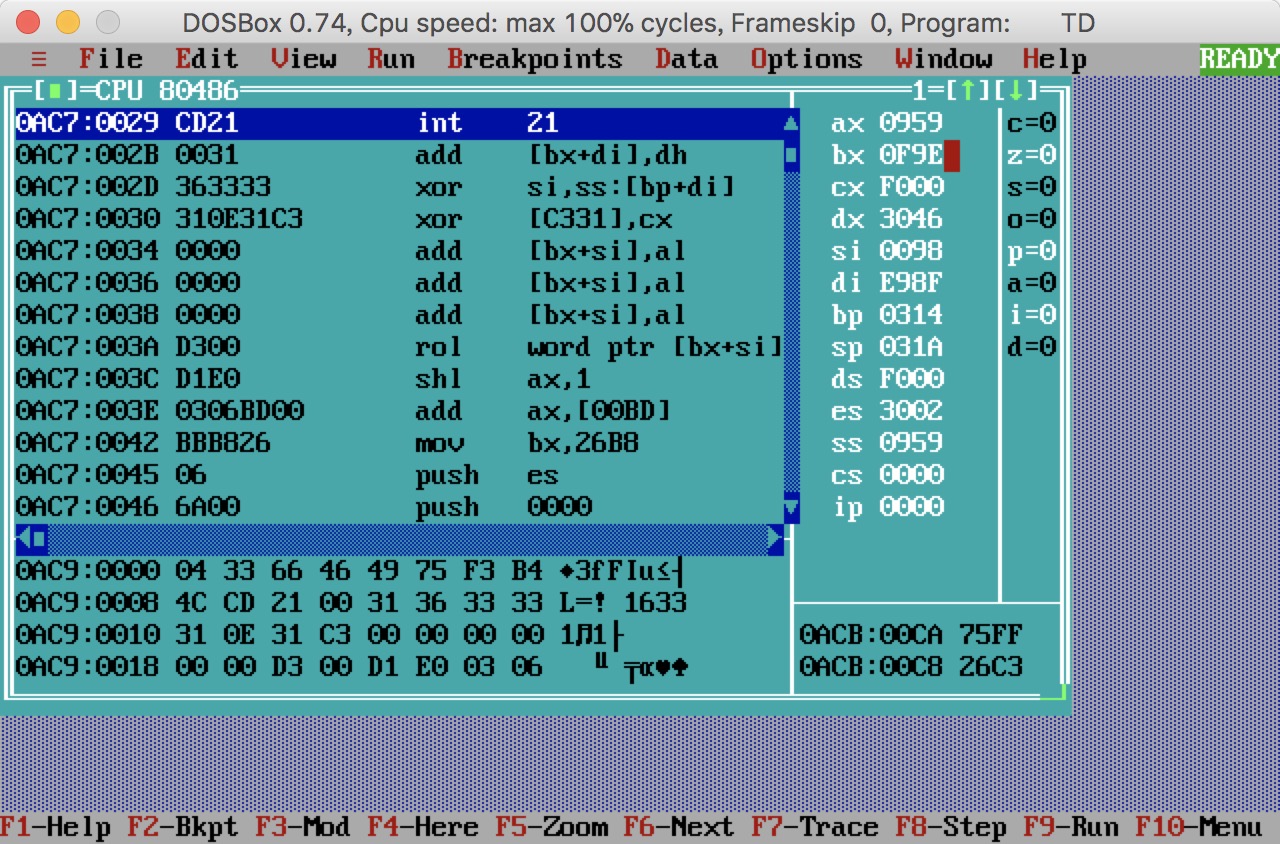 DOSBox 0.74, Cpu speed: max 100% cycles, Frameskip 0, Program: TD
≡ File Edit View Run Breakpoints Data Options Window Help READY
[■]=CPU 80486 1=[↑][↓]
0AC7:0029 CD21 int 21
0AC7:002B 0031 add [bx+di],dh
0AC7:002D 363333 xor si,ss:[bp+di]
0AC7:0030 310E31C3 xor [C331],cx
0AC7:0034 0000 add [bx+si],al
0AC7:0036 0000 add [bx+si],al
0AC7:0038 0000 add [bx+si],al
0AC7:003A D300 rol word ptr [bx+si]
0AC7:003C D1E0 shl ax,1
0AC7:003E 0306BD00 add ax,[00BD]
0AC7:0042 BBB826 mov bx,26B8
0AC7:0045 06 push es
0AC7:0046 6A00 push 0000
ax 0959 c=0
bx 0F9E z=0
cx F000 s=0
dx 3046 o=0
si 0098 p=0
di E98F a=0
bp 0314 i=0
sp 031A d=0
ds F000
es 3002
ss 0959
cs 0000
ip 0000
0AC9:0000 04 33 66 46 49 75 F3 B4 ♦3fFIu≤┤
0AC9:0008 4C CD 21 00 31 36 33 33 L=! 1633
0AC9:0010 31 0E 31 C3 00 00 00 00 1♫1├
0AC9:0018 00 00 D3 00 D1 E0 03 06 ╙ ╤α♥♠
0ACB:00CA 75FF
0ACB:00C8 26C3
F1-Help F2-Bkpt F3-Mod F4-Here F5-Zoom F6-Next F7-Trace F8-Step F9-Run F10-Menu